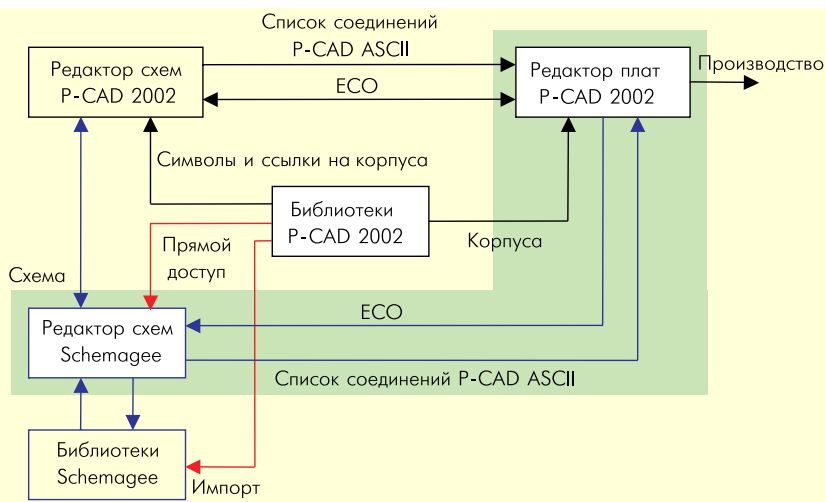 Список соединений
P-CAD ASCII
Редактор схем
P-CAD 2002
ECO
Редактор плат
P-CAD 2002
Производство
Символы и ссылки на корпуса
Библиотеки
P-CAD 2002
Корпуса
Прямой
доступ
Схема
Редактор схем
Schemagee
ECO
Список соединений P-CAD ASCII
Библиотеки
Schemagee
Импорт